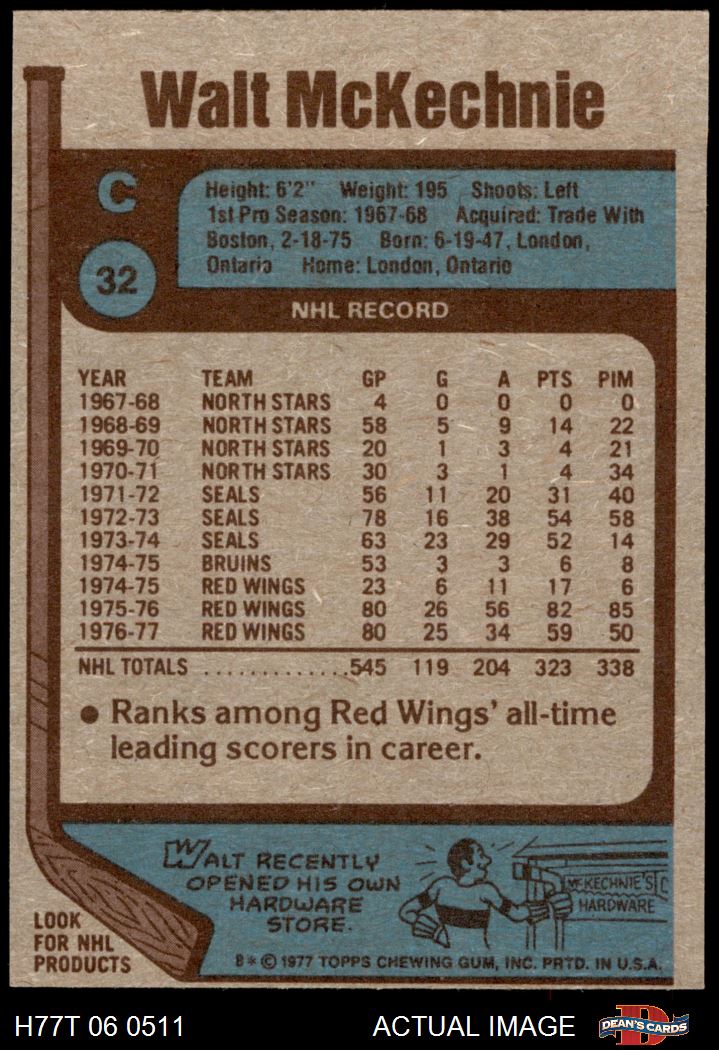 Walt McKechnie
C
32
Height: 6'2" Weight: 195 Shoots: Left
1st Pro Season: 1967-68 Acquired: Trade With
Boston, 2-18-75 Born: 6-19-47, London,
Ontario Home: London, Ontario
NHL RECORD
YEAR TEAM GP G A PTS PIM
1967-68 NORTH STARS 4 0 0 0 0
1968-69 NORTH STARS 58 5 9 14 22
1969-70 NORTH STARS 20 1 3 4 21
1970-71 NORTH STARS 30 3 1 4 34
1971-72 SEALS 56 11 20 31 40
1972-73 SEALS 78 16 38 54 58
1973-74 SEALS 63 23 29 52 14
1974-75 BRUINS 53 3 3 6 8
1974-75 RED WINGS 23 6 11 17 6
1975-76 RED WINGS 80 26 56 82 85
1976-77 RED WINGS 80 25 34 59 50
NHL TOTALS .............545 119 204 323 338
● Ranks among Red Wings' all-time
leading scorers in career.
WALT RECENTLY
OPENED HIS OWN
HARDWARE
STORE.
McKECHNIE'S C
HARDWARE
LOOK
FOR NHL
PRODUCTS
B * © 1977 TOPPS CHEWING GUM, INC. PRTD. IN U.S.A.
H77T 06 0511 ACTUAL IMAGE
D
DEAN'S CARDS